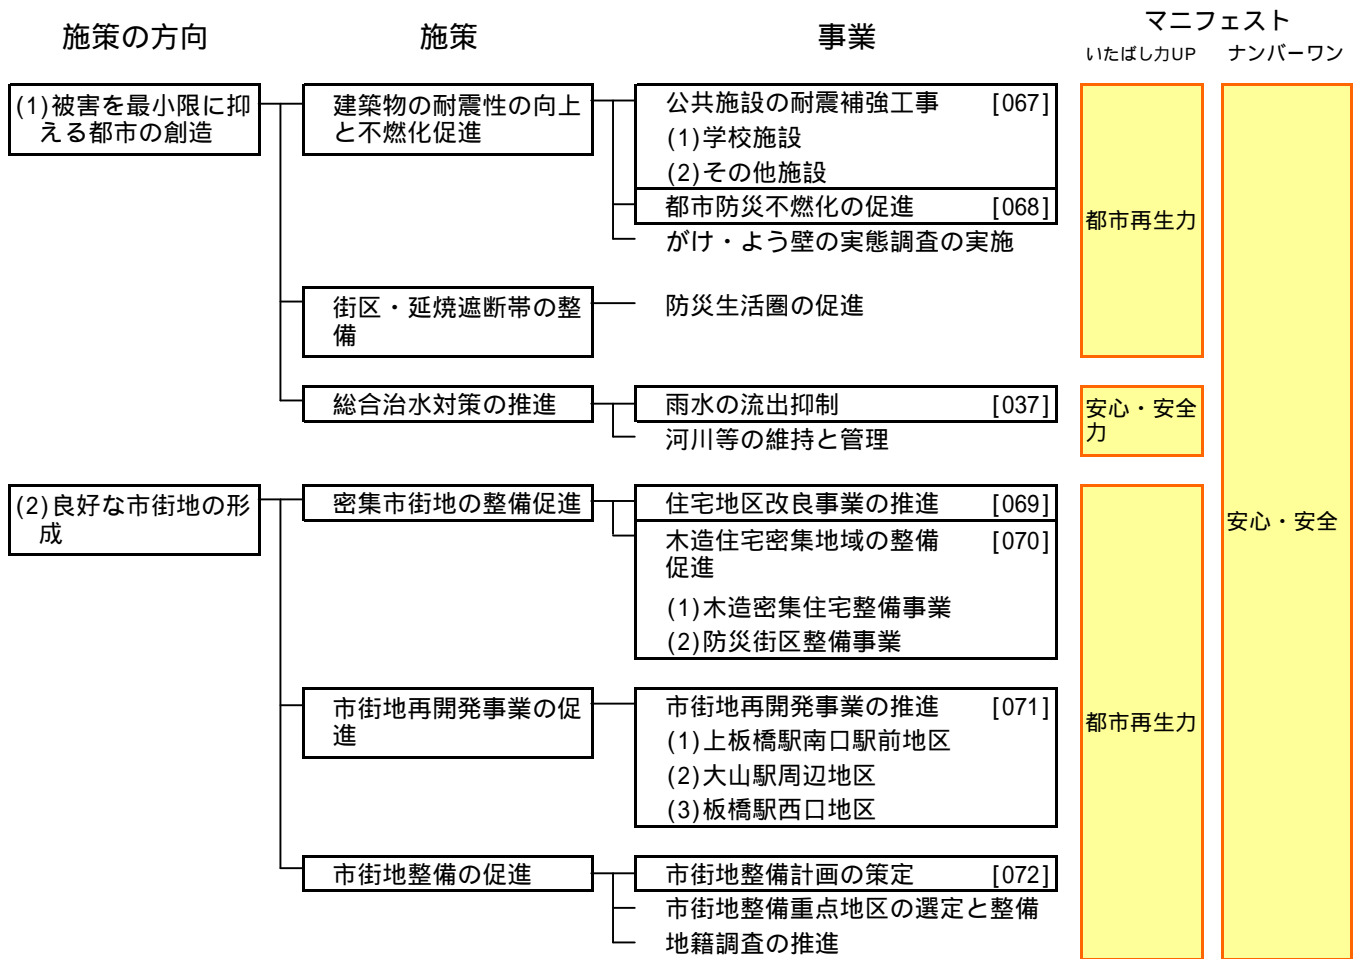 施策の方向
施策
事業
マニフェスト
いたばし力UP
ナンバーワン
(1)被害を最小限に抑
える都市の創造
建築物の耐震性の向上
と不燃化促進
公共施設の耐震補強工事 [067]
(1)学校施設
(2)その他施設
都市防災不燃化の促進 [068]
がけ・よう壁の実態調査の実施
街区・延焼遮断帯の整
備
防災生活圏の促進
都市再生力
総合治水対策の推進
雨水の流出抑制 [037]
河川等の維持と管理
安心・安全
力
(2)良好な市街地の形
成
密集市街地の整備促進
住宅地区改良事業の推進 [069]
木造住宅密集地域の整備 [070]
促進
(1)木造密集住宅整備事業
(2)防災街区整備事業
市街地再開発事業の促
進
市街地再開発事業の推進 [071]
(1)上板橋駅南口駅前地区
(2)大山駅周辺地区
(3)板橋駅西口地区
市街地整備の促進
市街地整備計画の策定 [072]
市街地整備重点地区の選定と整備
地籍調査の推進
都市再生力
安心・安全